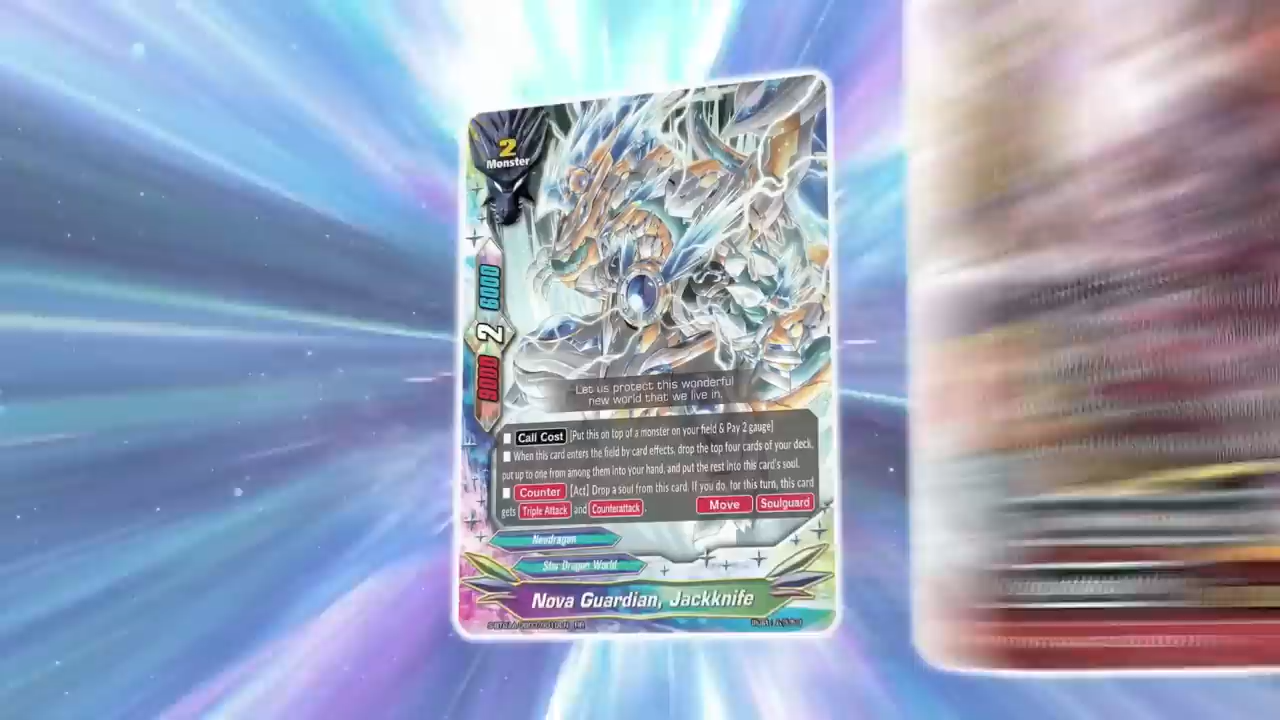 2
Monster
6000
2
9000
Let us protect this wonderful
new world that we live in.
Call Cost [Put this on top of a monster on your field & Pay 2 gauge]
When this card enters the field by card effects, drop the top four cards of your deck,
put up to one from among them into your hand, and put the rest into this card's soul.
Counter [Act] Drop a soul from this card. If you do, for this turn, this card
gets Triple Attack and Counterattack. Move Soulguard
Neodragon
Star Dragon World
Nova Guardian, Jackknife